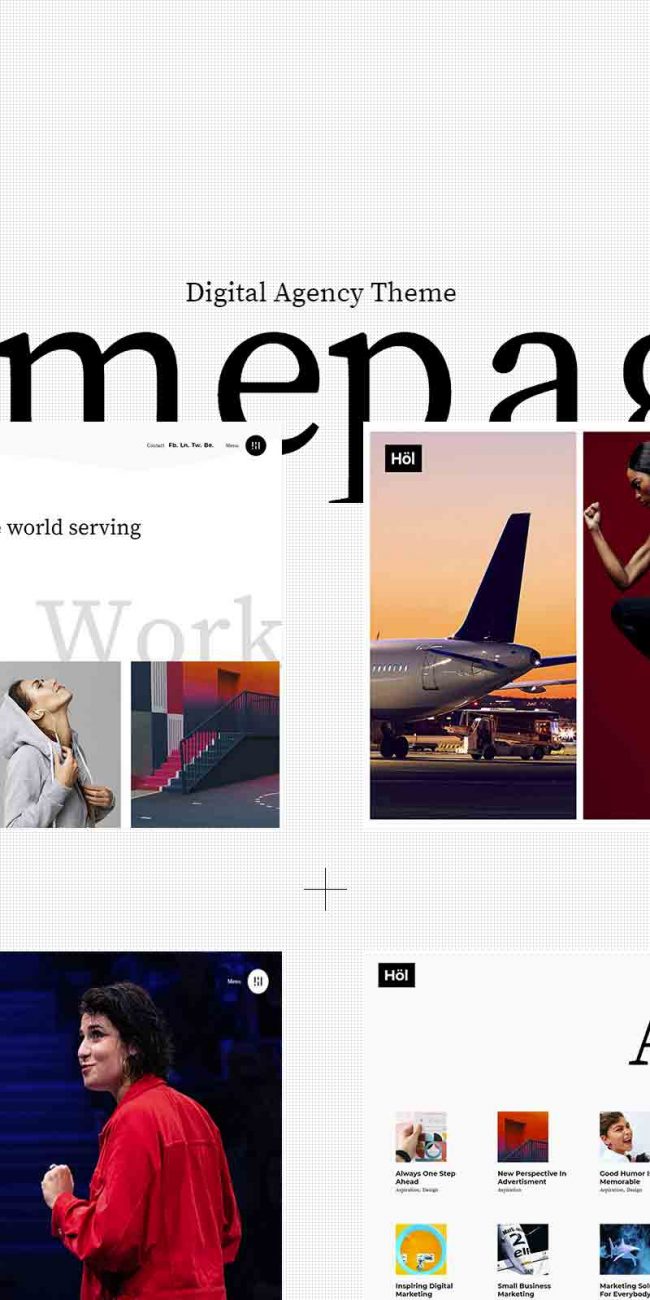 Digital Agency Theme
mepag
Contact Fb. Ln. Tw. Be. Menu
Höl
world serving
Work
Menu
Höl
A
Always One Step
Ahead
Aspiration, Design
New Perspective In
Advertisment
Aspiration
Good Humor I
Memorable
Aspiration, Design
Inspiring Digital
Marketing
Small Business
Marketing
Marketing Sol
For Everybody